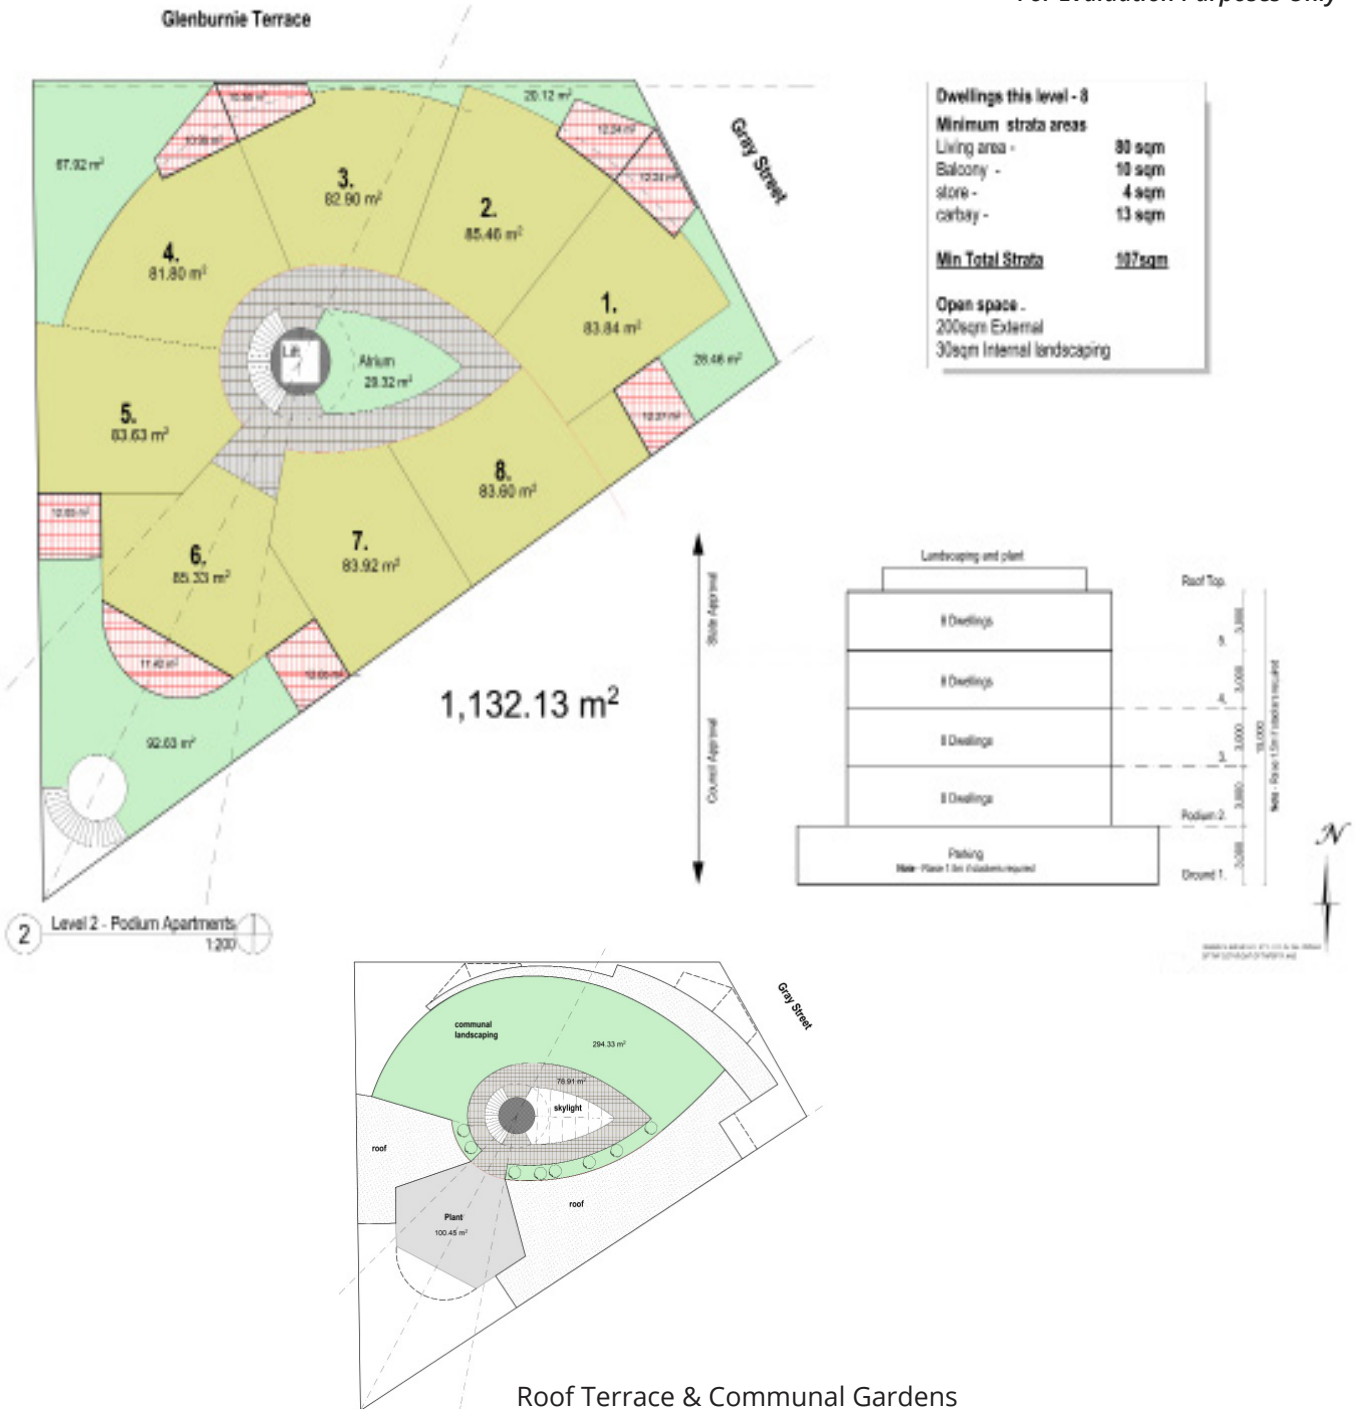 For Evaluation Purposes Only
Glenburnie Terrace
Gray Street
20.12 m²
67.92 m²
3.
82.90 m²
2.
85.46 m²
4.
81.80 m²
1.
83.84 m²
Lift
Atrium
29.32 m²
28.46 m²
5.
83.63 m²
8.
83.60 m²
7.
83.92 m²
6.
85.33 m²
92.63 m²
1,132.13 m²
2
Level 2 - Podium Apartments
1:200
Dwellings this level - 8
Minimum strata areas
Living area - 80 sqm
Balcony - 10 sqm
store - 4 sqm
carbay - 13 sqm
Min Total Strata 107sqm
Open space .
200sqm External
30sqm Internal landscaping
State Approval
Council Approval
Landscaping and plant
Roof Top.
8 Dwellings
5.
8 Dwellings
4.
8 Dwellings
3.
8 Dwellings
Podium 2.
Parking
Ground 1.
N
Gray Street
communal
landscaping
294.33 m²
78.91 m²
skylight
roof
roof
Plant
100.45 m²
Roof Terrace & Communal Gardens